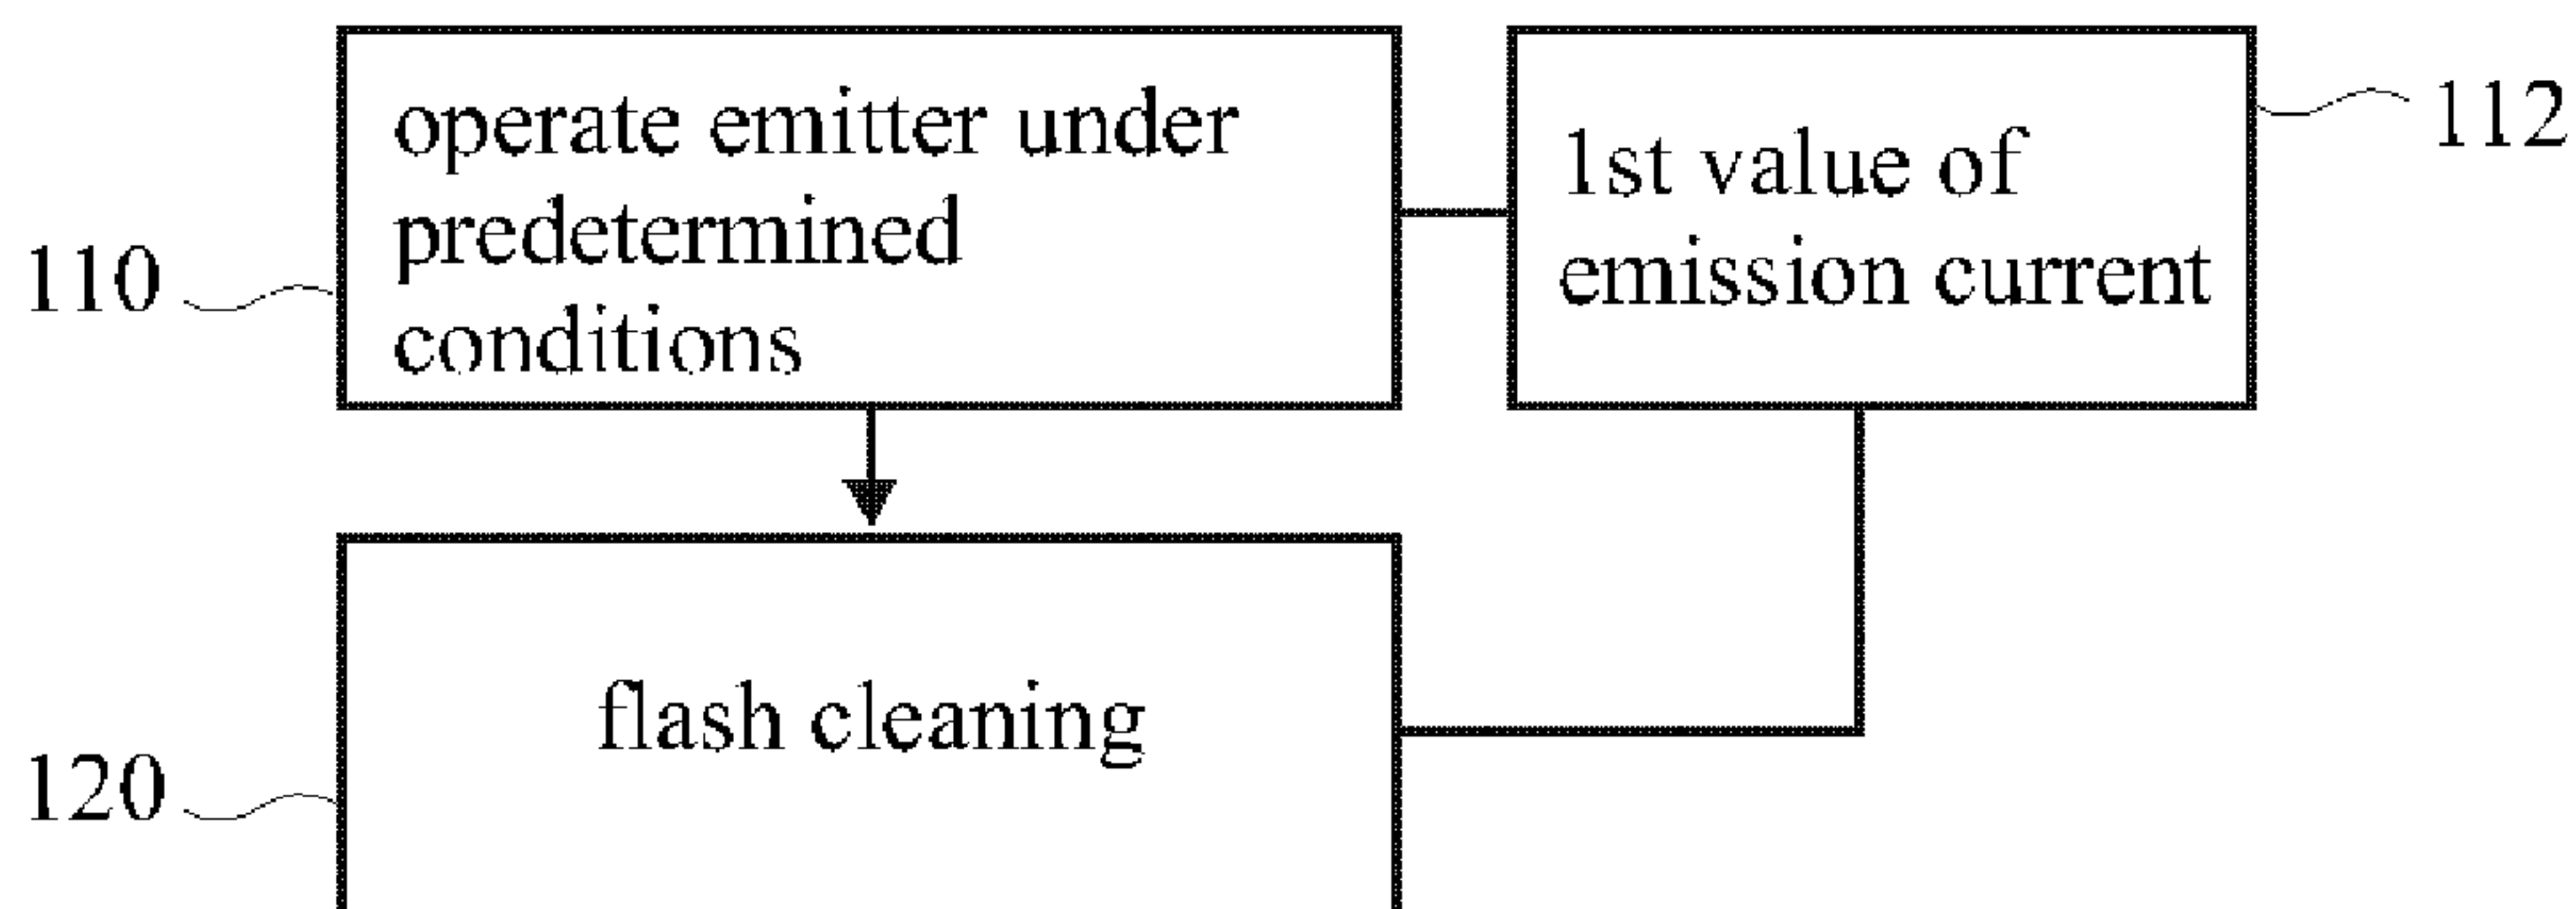 operate emitter under
predetermined
conditions
110
1st value of
emission current
112
flash cleaning
120